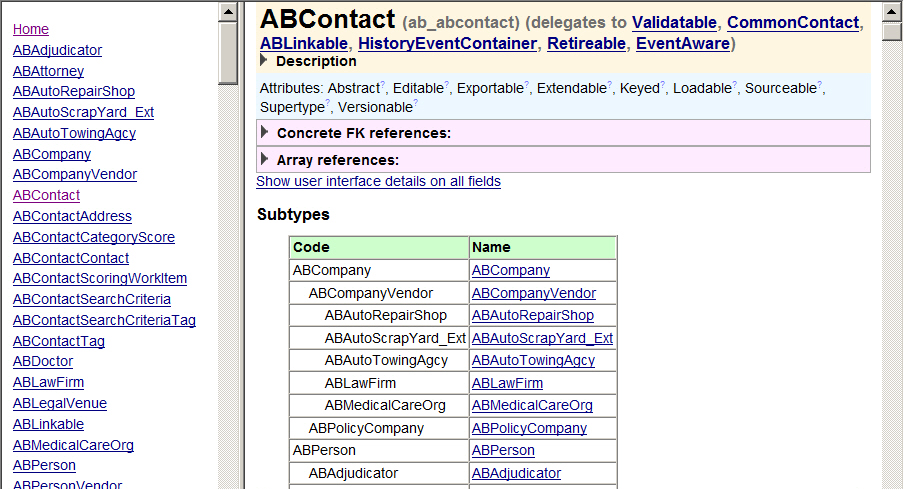 Home
ABAdjudicator
ABAttorney
ABAutoRepairShop
ABAutoScrapYard_Ext
ABAutoTowingAgcy
ABCompany
ABCompanyVendor
ABContact
ABContactAddress
ABContactCategoryScore
ABContactContact
ABContactScoringWorkItem
ABContactSearchCriteria
ABContactSearchCriteriaTag
ABContactTag
ABDoctor
ABLawFirm
ABLegalVenue
ABLinkable
ABMedicalCareOrg
ABPerson
ABPersonVendor
ABContact (ab_abcontact) (delegates to Validatable, CommonContact,
ABLinkable, HistoryEventContainer, Retireable, EventAware)
Description
Attributes: Abstract?, Editable?, Exportable?, Extendable?, Keyed?, Loadable?, Sourceable?,
Supertype?, Versionable?
Concrete FK references:
Array references:
Show user interface details on all fields
Subtypes
Code Name
ABCompany ABCompany
ABCompanyVendor ABCompanyVendor
ABAutoRepairShop ABAutoRepairShop
ABAutoScrapYard_Ext ABAutoScrapYard_Ext
ABAutoTowingAgcy ABAutoTowingAgcy
ABLawFirm ABLawFirm
ABMedicalCareOrg ABMedicalCareOrg
ABPolicyCompany ABPolicyCompany
ABPerson ABPerson
ABAdjudicator ABAdjudicator